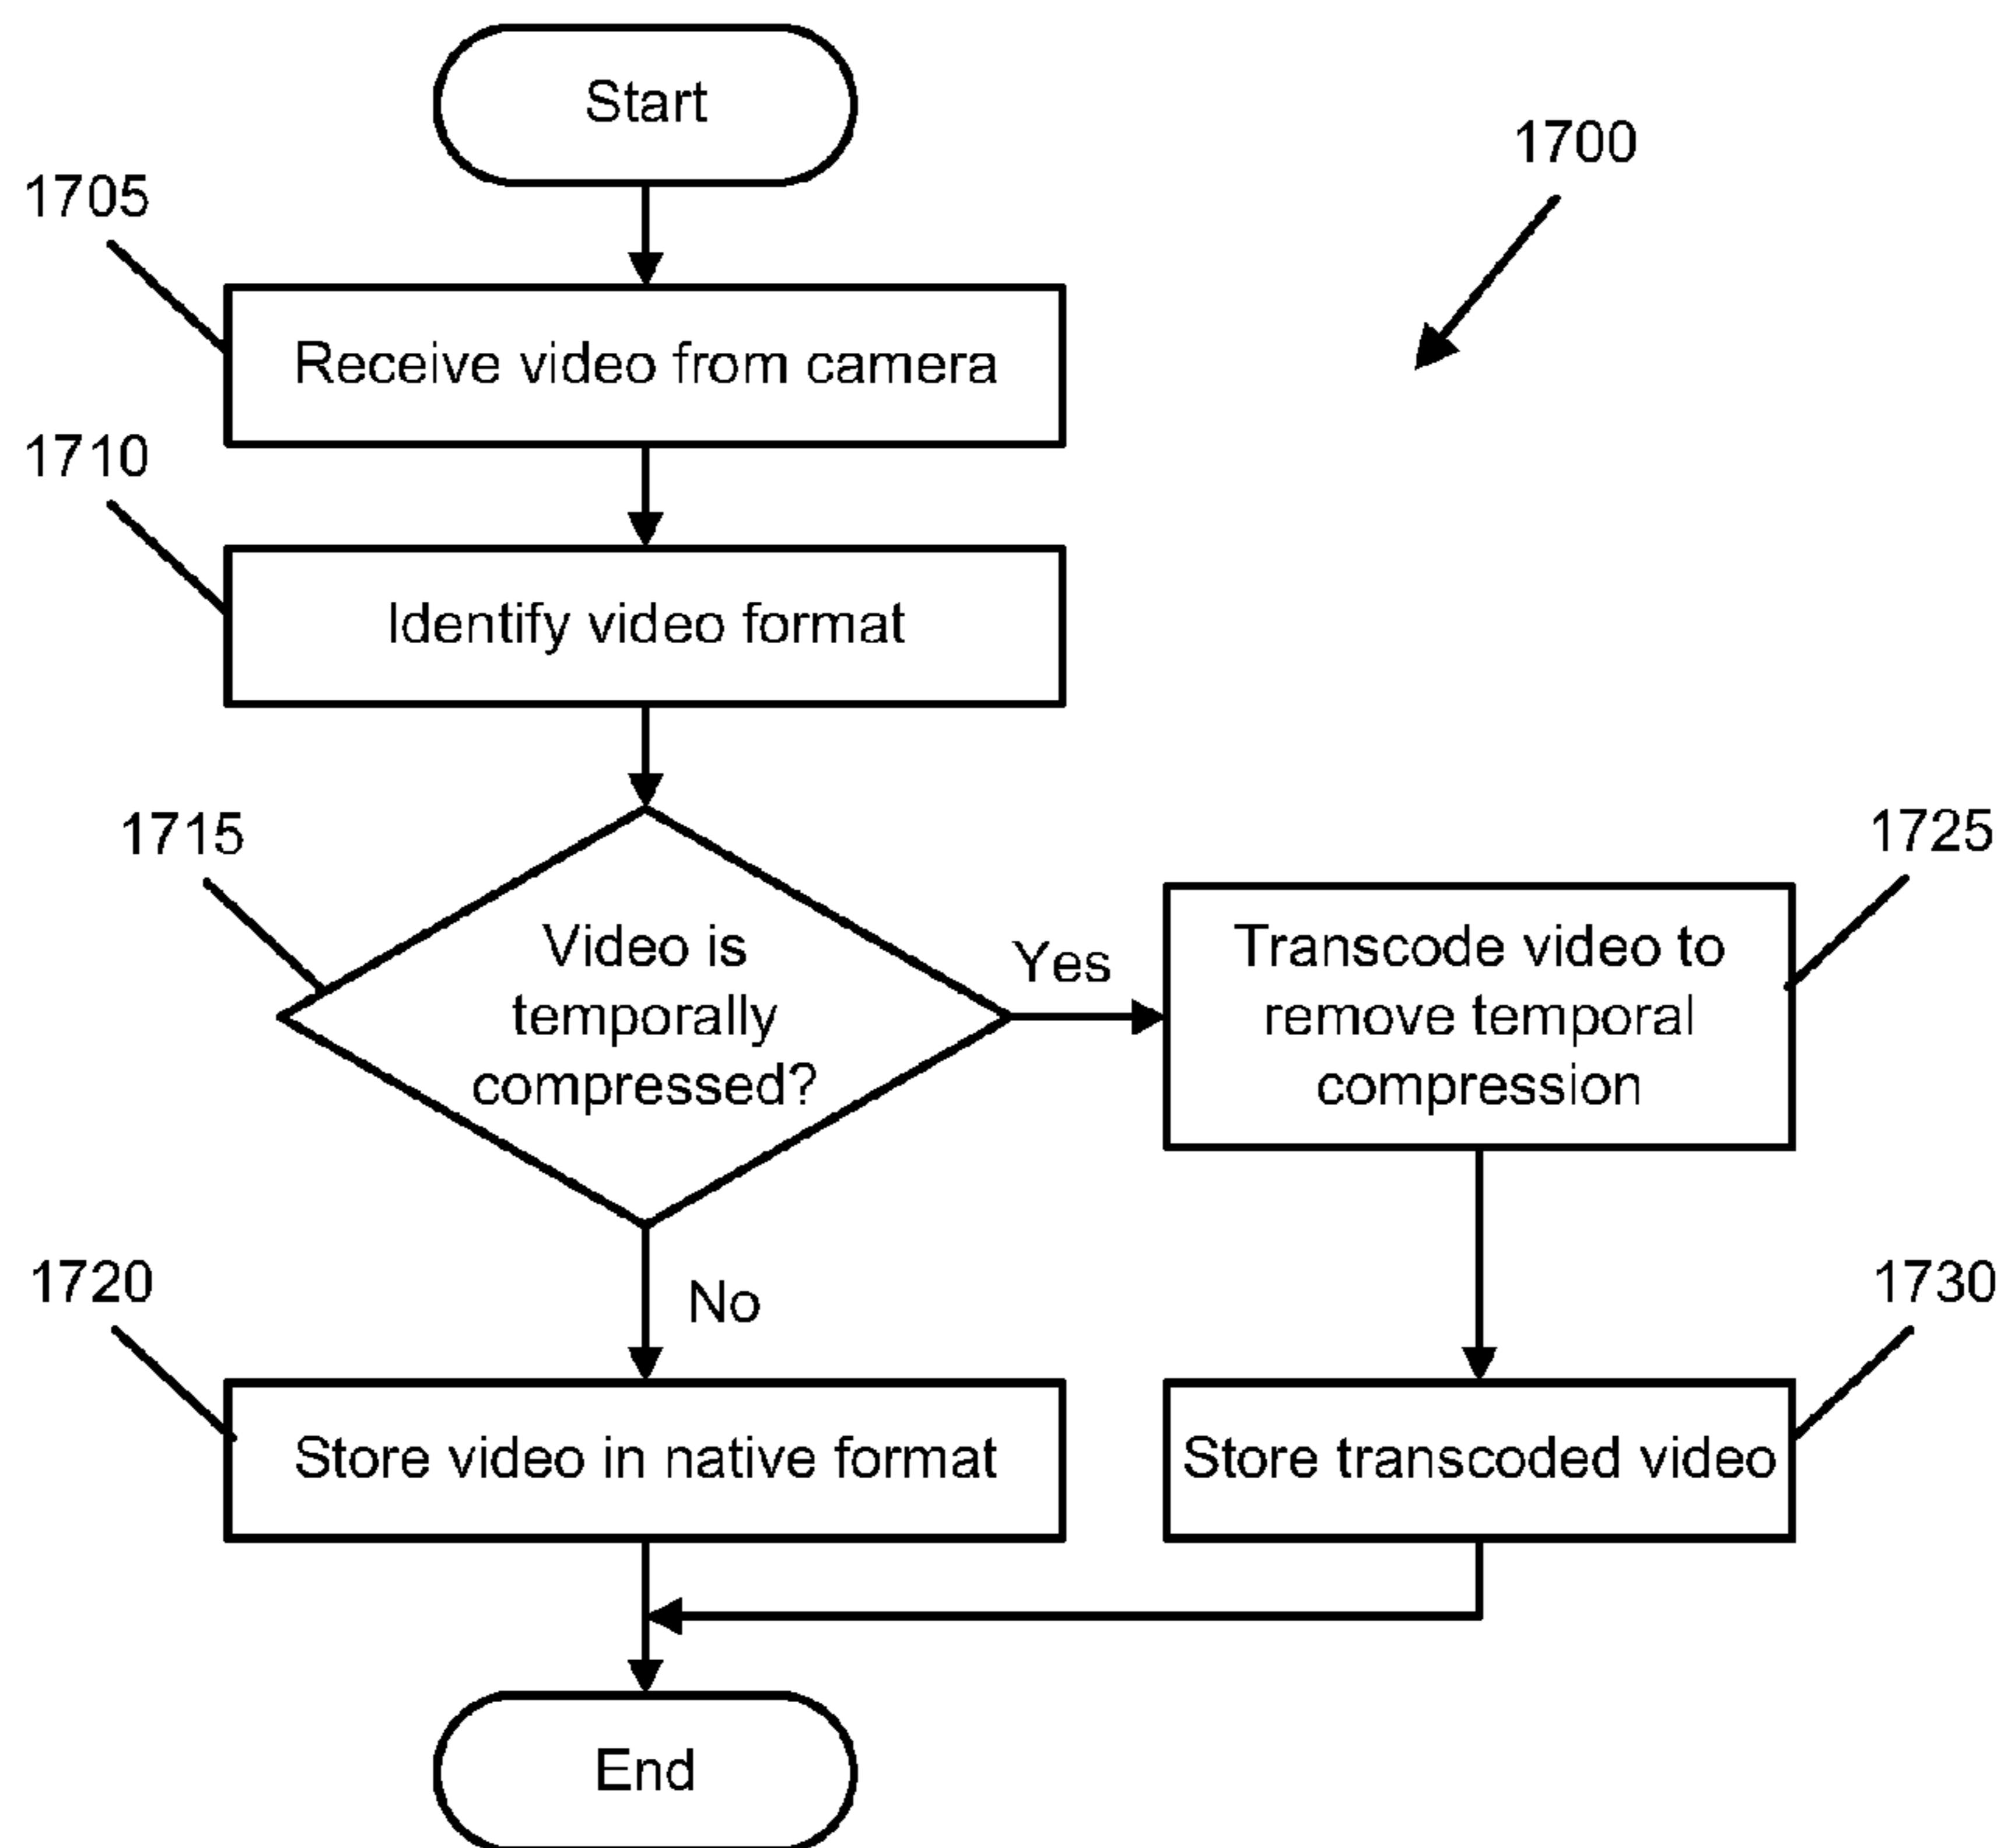 Start
1700
1705
Receive video from camera
1710
Identify video format
1715
Video is
temporally
compressed?
Yes
1725
Transcode video to
remove temporal
compression
No
1720
Store video in native format
1730
Store transcoded video
End